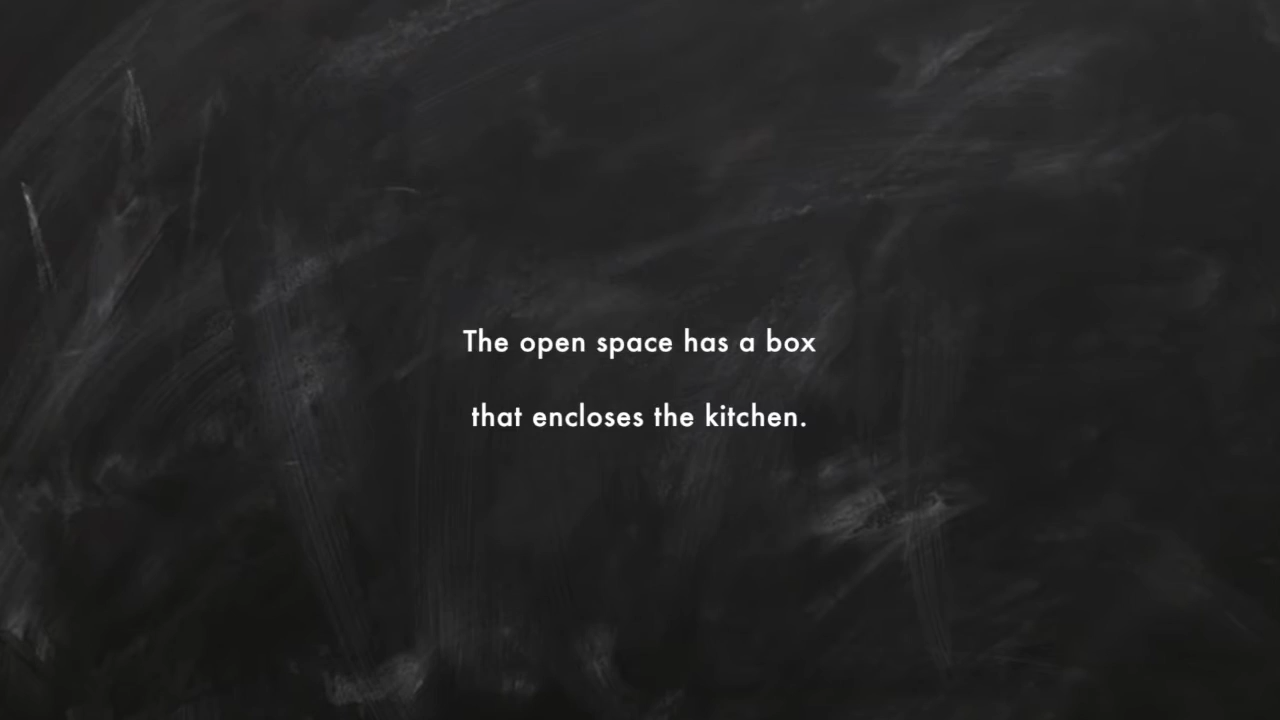 The open space has a box
that encloses the kitchen.